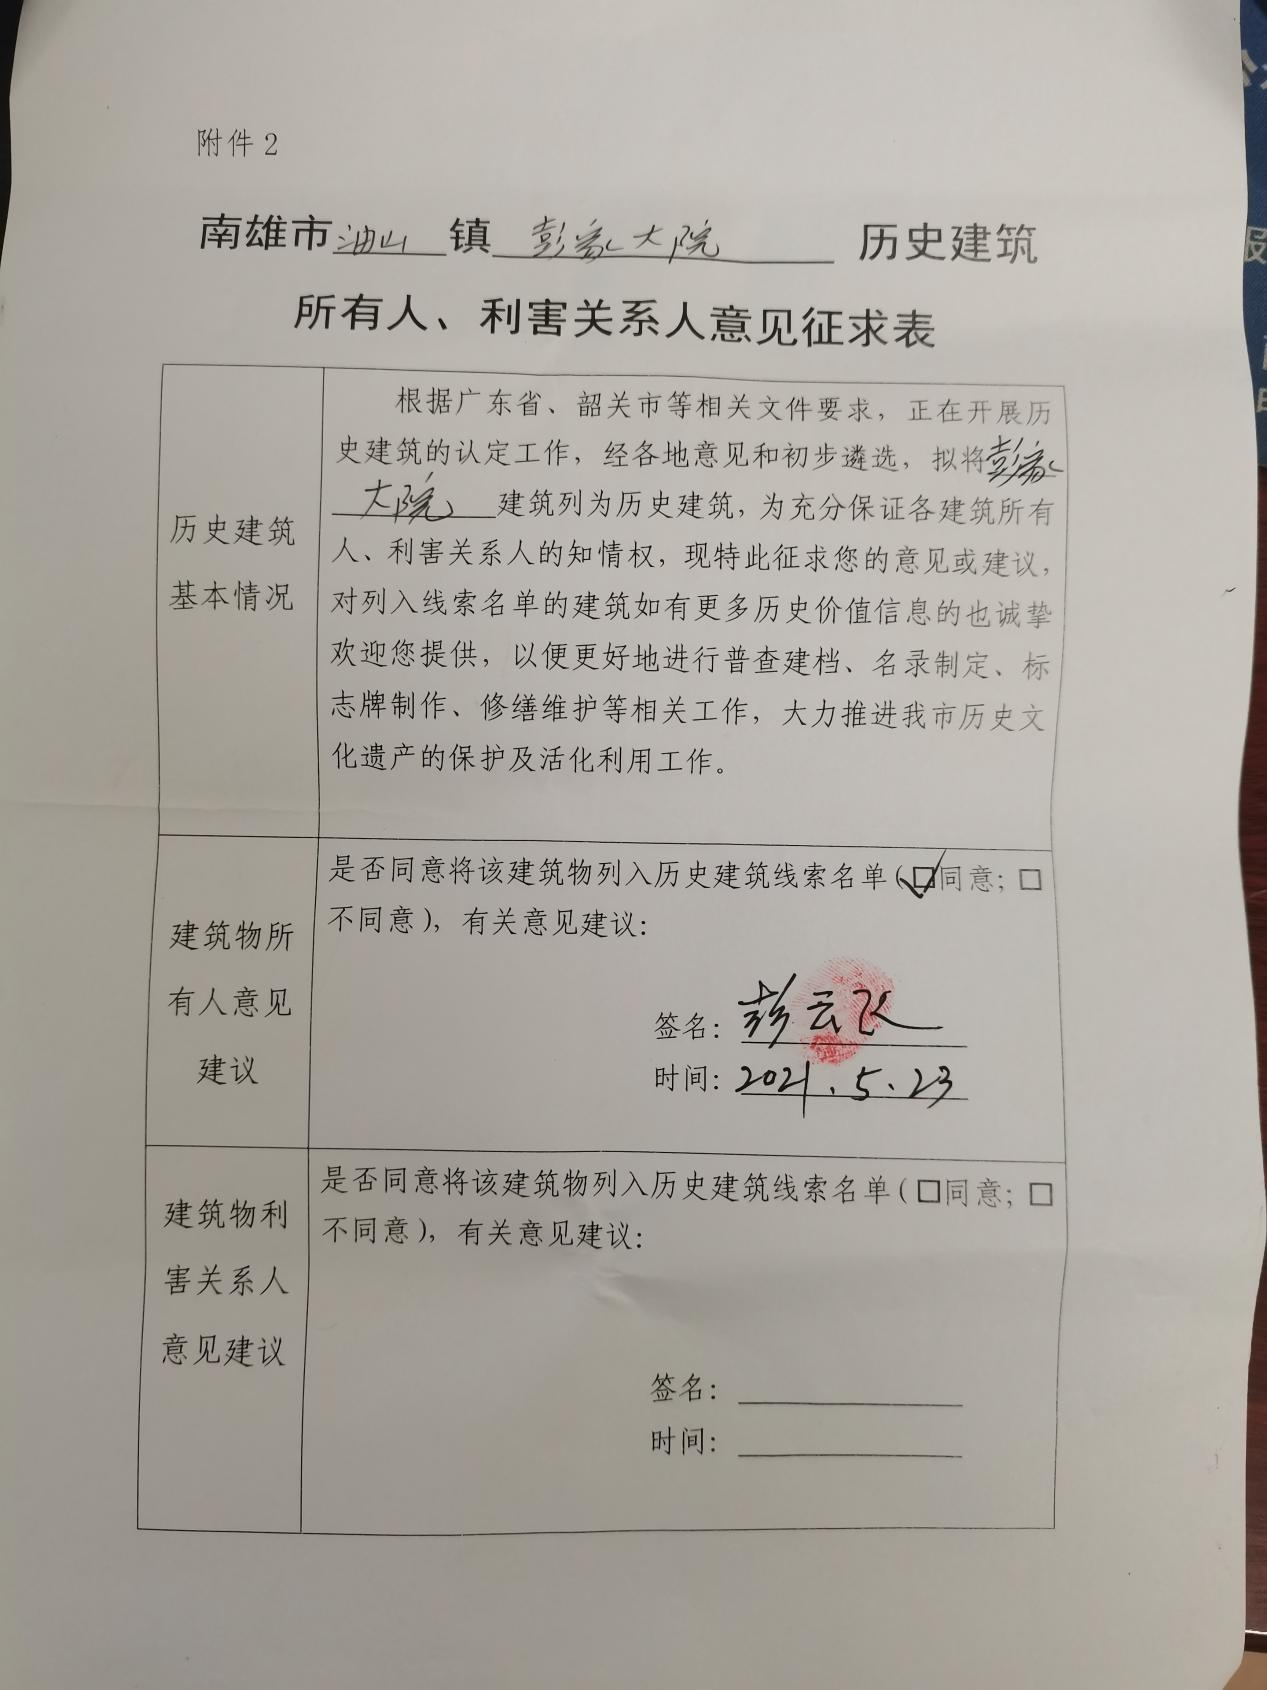 附件 2
南雄市油山镇 彭家大院 历史建筑
所有人、利害关系人意见征求表
历史建筑
基本情况
根据广东省、韶关市等相关文件要求，正在开展历
史建筑的认定工作，经各地意见和初步遴选，拟将彭家
大院 建筑列为历史建筑，为充分保证各建筑所有
人、利害关系人的知情权，现特此征求您的意见或建议，
对列入线索名单的建筑如有更多历史价值信息的也诚挚
欢迎您提供，以便更好地进行普查建档、名录制定、标
志牌制作、修缮维护等相关工作，大力推进我市历史文
化遗产的保护及活化利用工作。
建筑物所
有人意见
建议
是否同意将该建筑物列入历史建筑线索名单（☑同意；□
不同意），有关意见建议：
签名：彭云飞
时间：2021.5.23
建筑物利
害关系人
意见建议
是否同意将该建筑物列入历史建筑线索名单（□同意；□
不同意），有关意见建议：
签名：
时间：